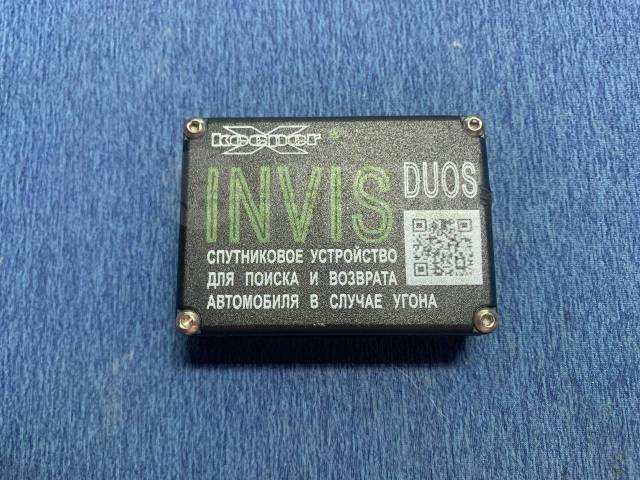 X-Keeper®
INVIS DUOS
СПУТНИКОВОЕ УСТРОЙСТВО
ДЛЯ ПОИСКА И ВОЗВРАТА
АВТОМОБИЛЯ В СЛУЧАЕ УГОНА